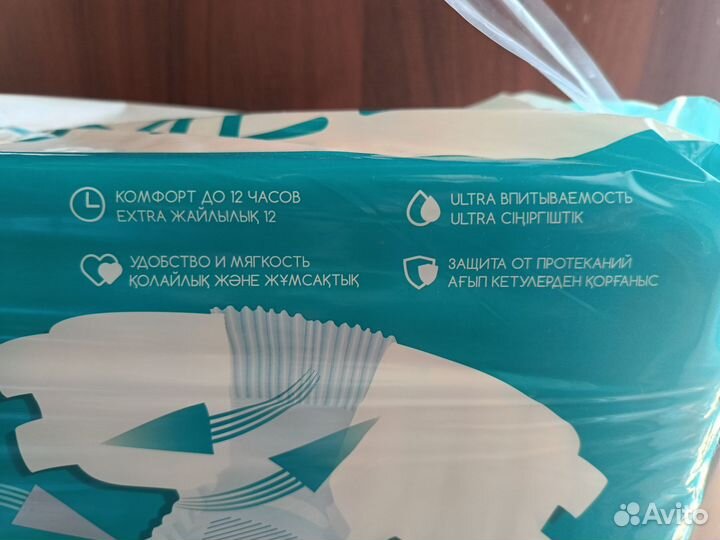 КОМФОРТ ДО 12 ЧАСОВ
EXTRA ЖАЙЛЫЛЫҚ 12
ULTRA ВПИТЫВАЕМОСТЬ
ULTRA СІҢІРГІШТІК
УДОБСТВО И МЯГКОСТЬ
ҚОЛАЙЛЫҚ ЖӘНЕ ЖҰМСАҚТЫҚ
ЗАЩИТА ОТ ПРОТЕКАНИЙ
АҒЫП КЕТУЛЕРДЕН ҚОРҒАНЫС
Avito